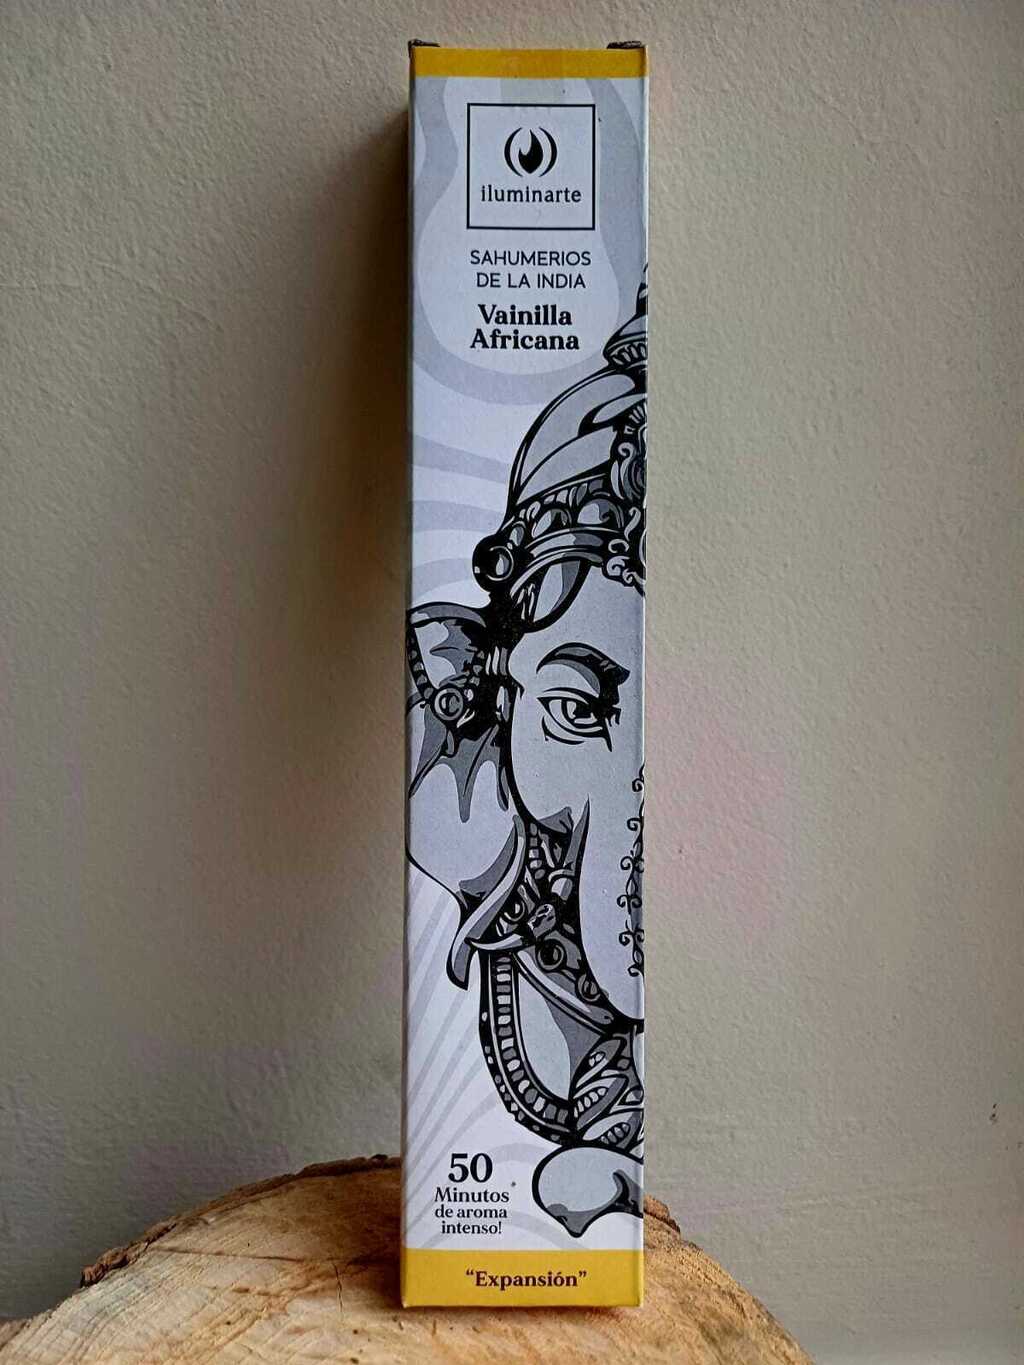 iluminarte
SAHUMERIOS
DE LA INDIA
Vainilla
Africana
50
Minutos
de aroma
intenso!
“Expansión”